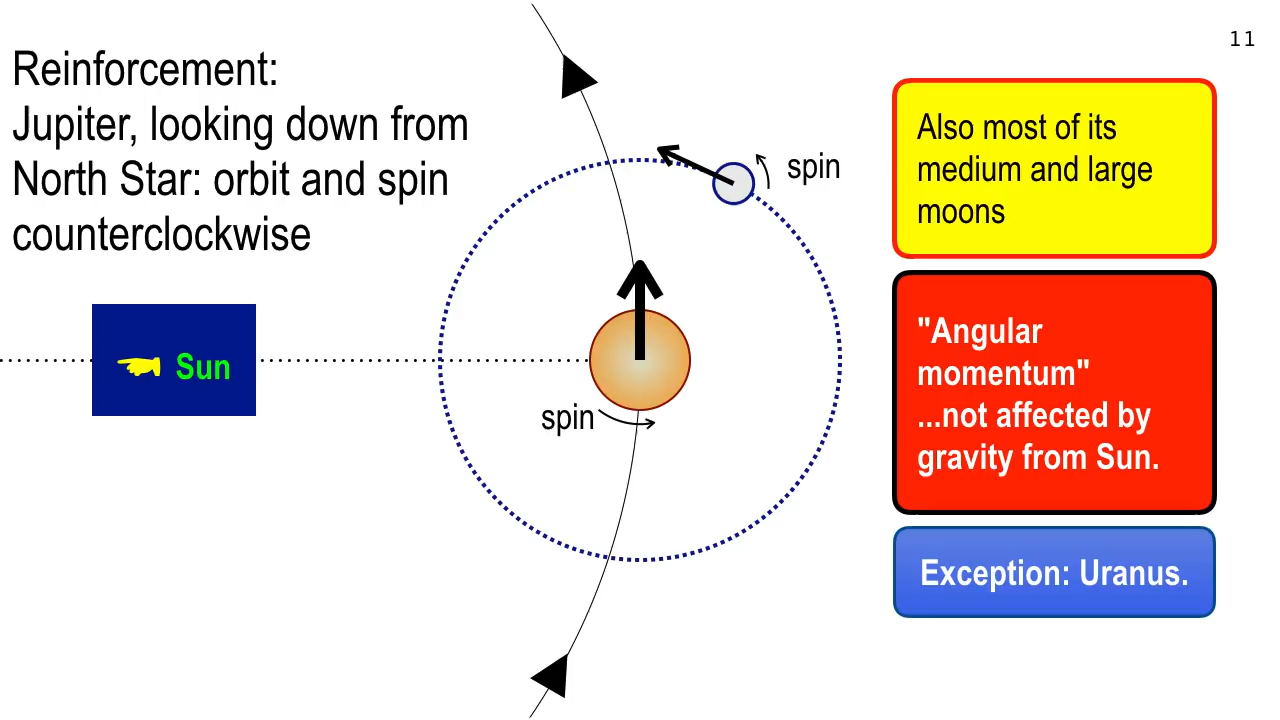 11
Reinforcement:
Jupiter, looking down from
North Star: orbit and spin
counterclockwise
spin
Sun
spin
Also most of its
medium and large
moons
"Angular
momentum"
...not affected by
gravity from Sun.
Exception: Uranus.